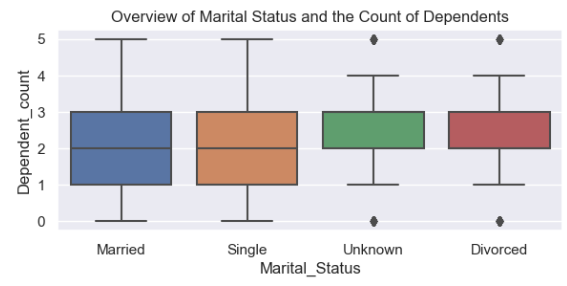 Overview of Marital Status and the Count of Dependents
5
4
3
2
1
0
Dependent_count
Married Single Unknown Divorced
Marital_Status